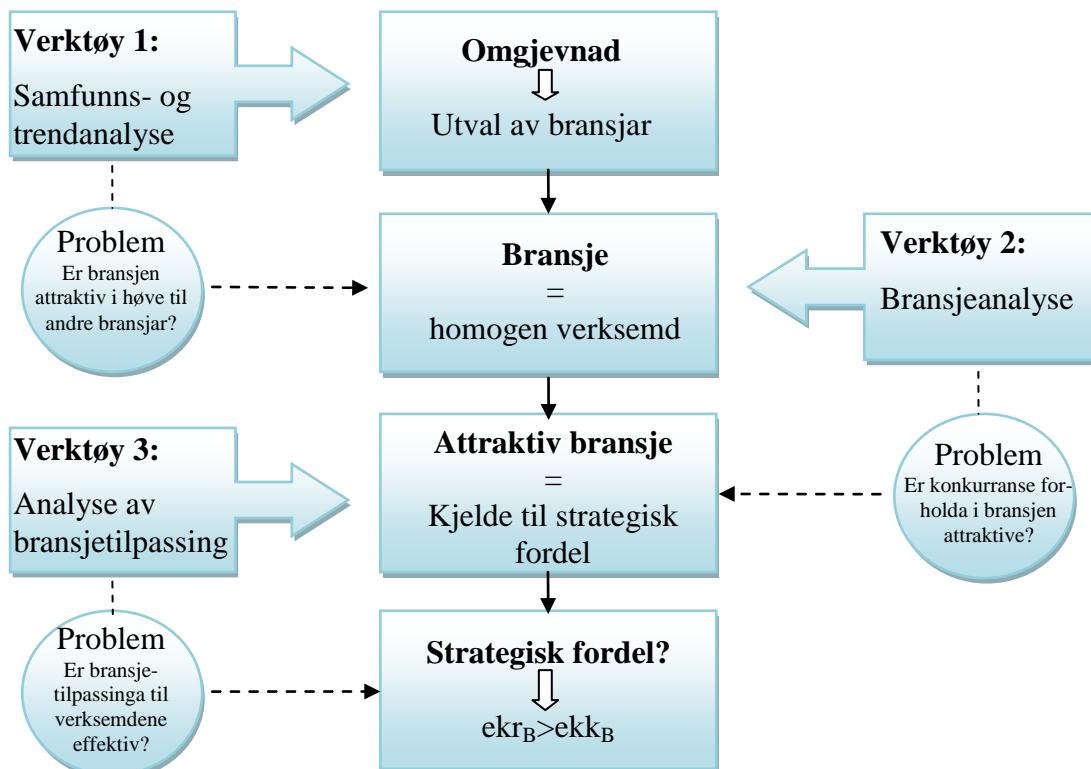 Verktøy 1:
Samfunns- og
trendanalyse
Omgjevnad
Utval av bransjar
Problem
Er bransjen
attraktiv i høve til
andre bransjar?
Bransje
=
homogen verksemd
Verktøy 2:
Bransjeanalyse
Verktøy 3:
Analyse av
bransjetilpassing
Attraktiv bransje
=
Kjelde til strategisk
fordel
Problem
Er konkurranse for-
holda i bransjen
attraktive?
Problem
Er bransje-
tilpassinga til
verksemdene
effektiv?
Strategisk fordel?
ekrB>ekkB